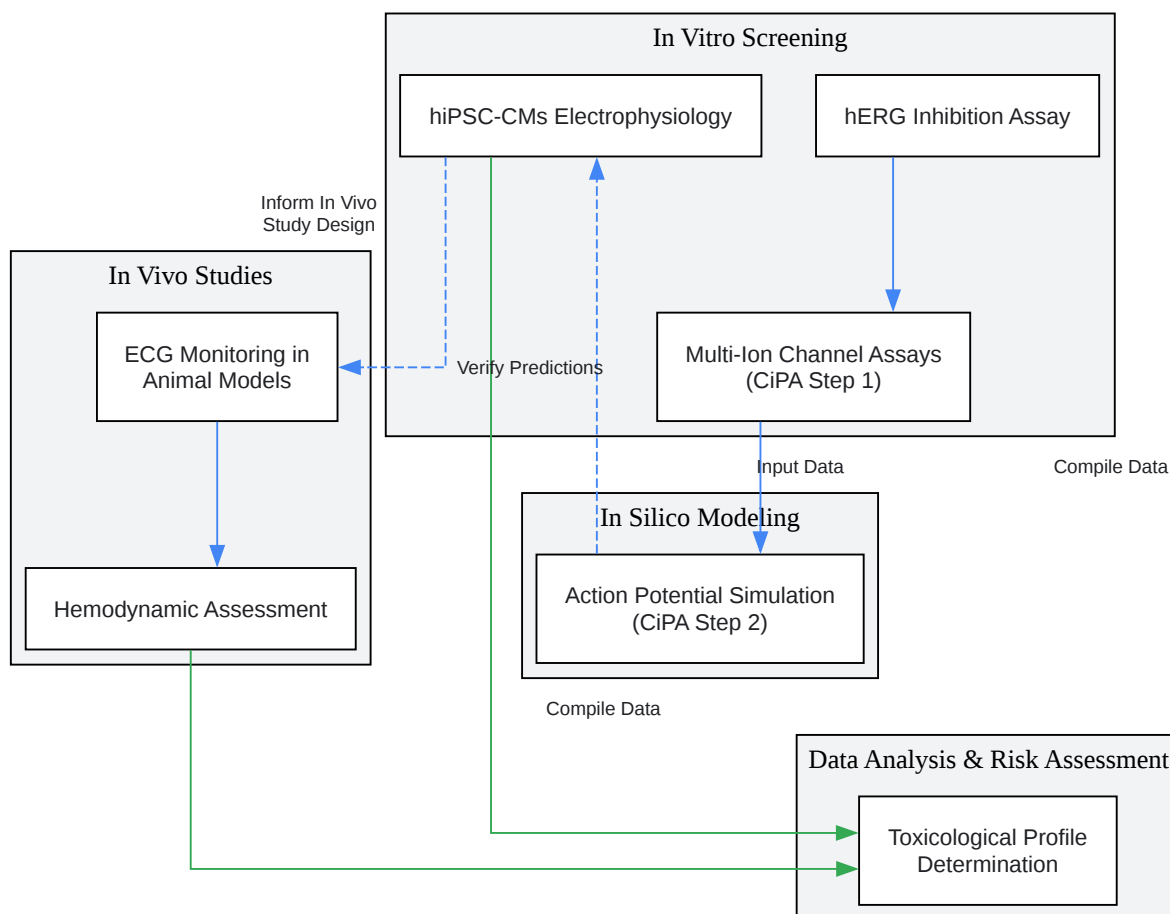 In Vitro Screening
hiPSC-CMs Electrophysiology
hERG Inhibition Assay
Inform In Vivo
Study Design
In Vivo Studies
ECG Monitoring in
Animal Models
Verify Predictions
Multi-Ion Channel Assays
(CiPA Step 1)
Input Data
Compile Data
In Silico Modeling
Hemodynamic Assessment
Action Potential Simulation
(CiPA Step 2)
Compile Data
Data Analysis & Risk Assessment
Toxicological Profile
Determination